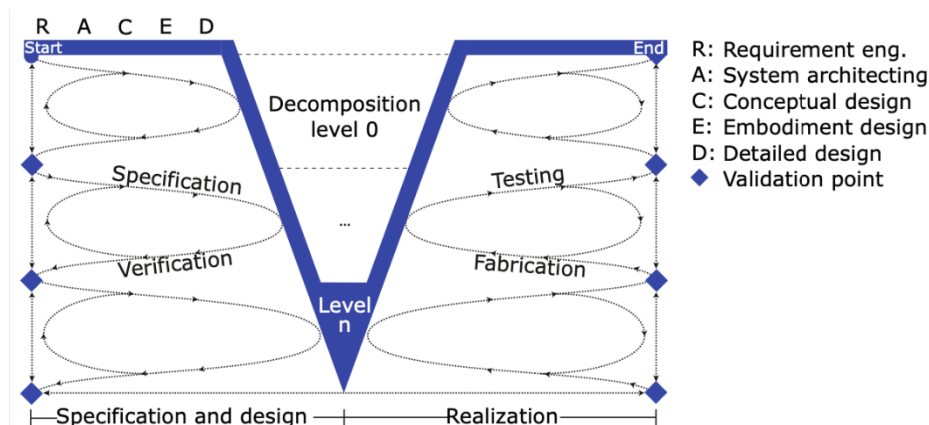 R A C E D
Start
End
R: Requirement eng.
A: System architecting
C: Conceptual design
E: Embodiment design
D: Detailed design
Validation point
Decomposition
level 0
Specification
Testing
...
Verification
Fabrication
Level
n
Specification and design
Realization